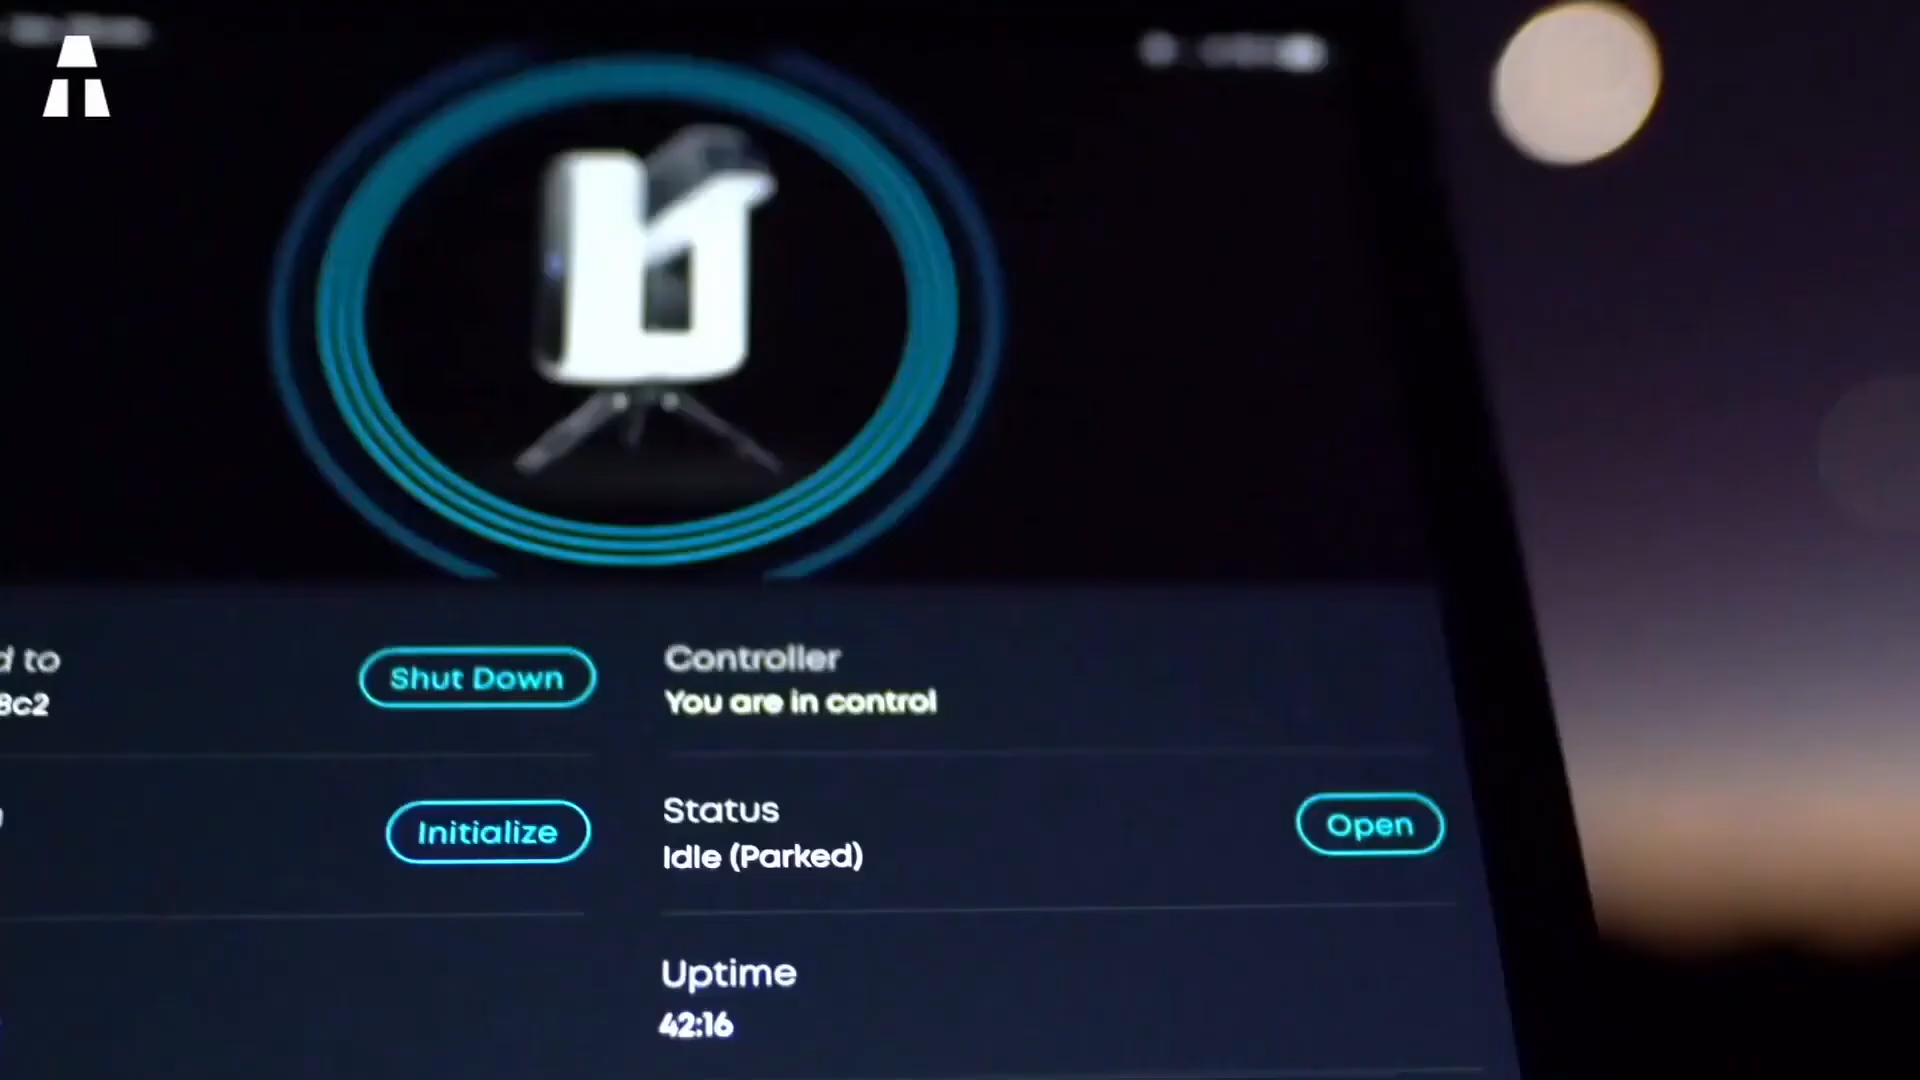 d to
8c2
Shut Down
Controller
You are in control
Initialize
Status
Idle (Parked)
Open
Uptime
42:16